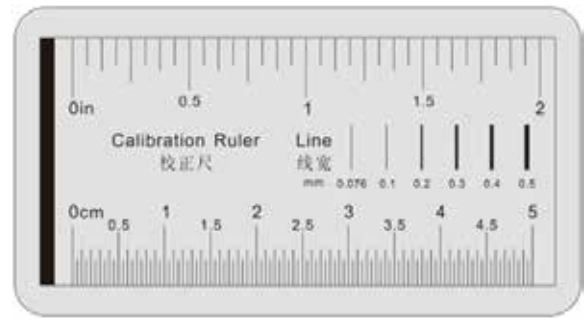 0in 0.5 1 1.5 2
Calibration Ruler Line
校正尺 线宽
mm 0.076 0.1 0.2 0.3 0.4 0.5
0cm 0.5 1 1.5 2 2.5 3 3.5 4 4.5 5